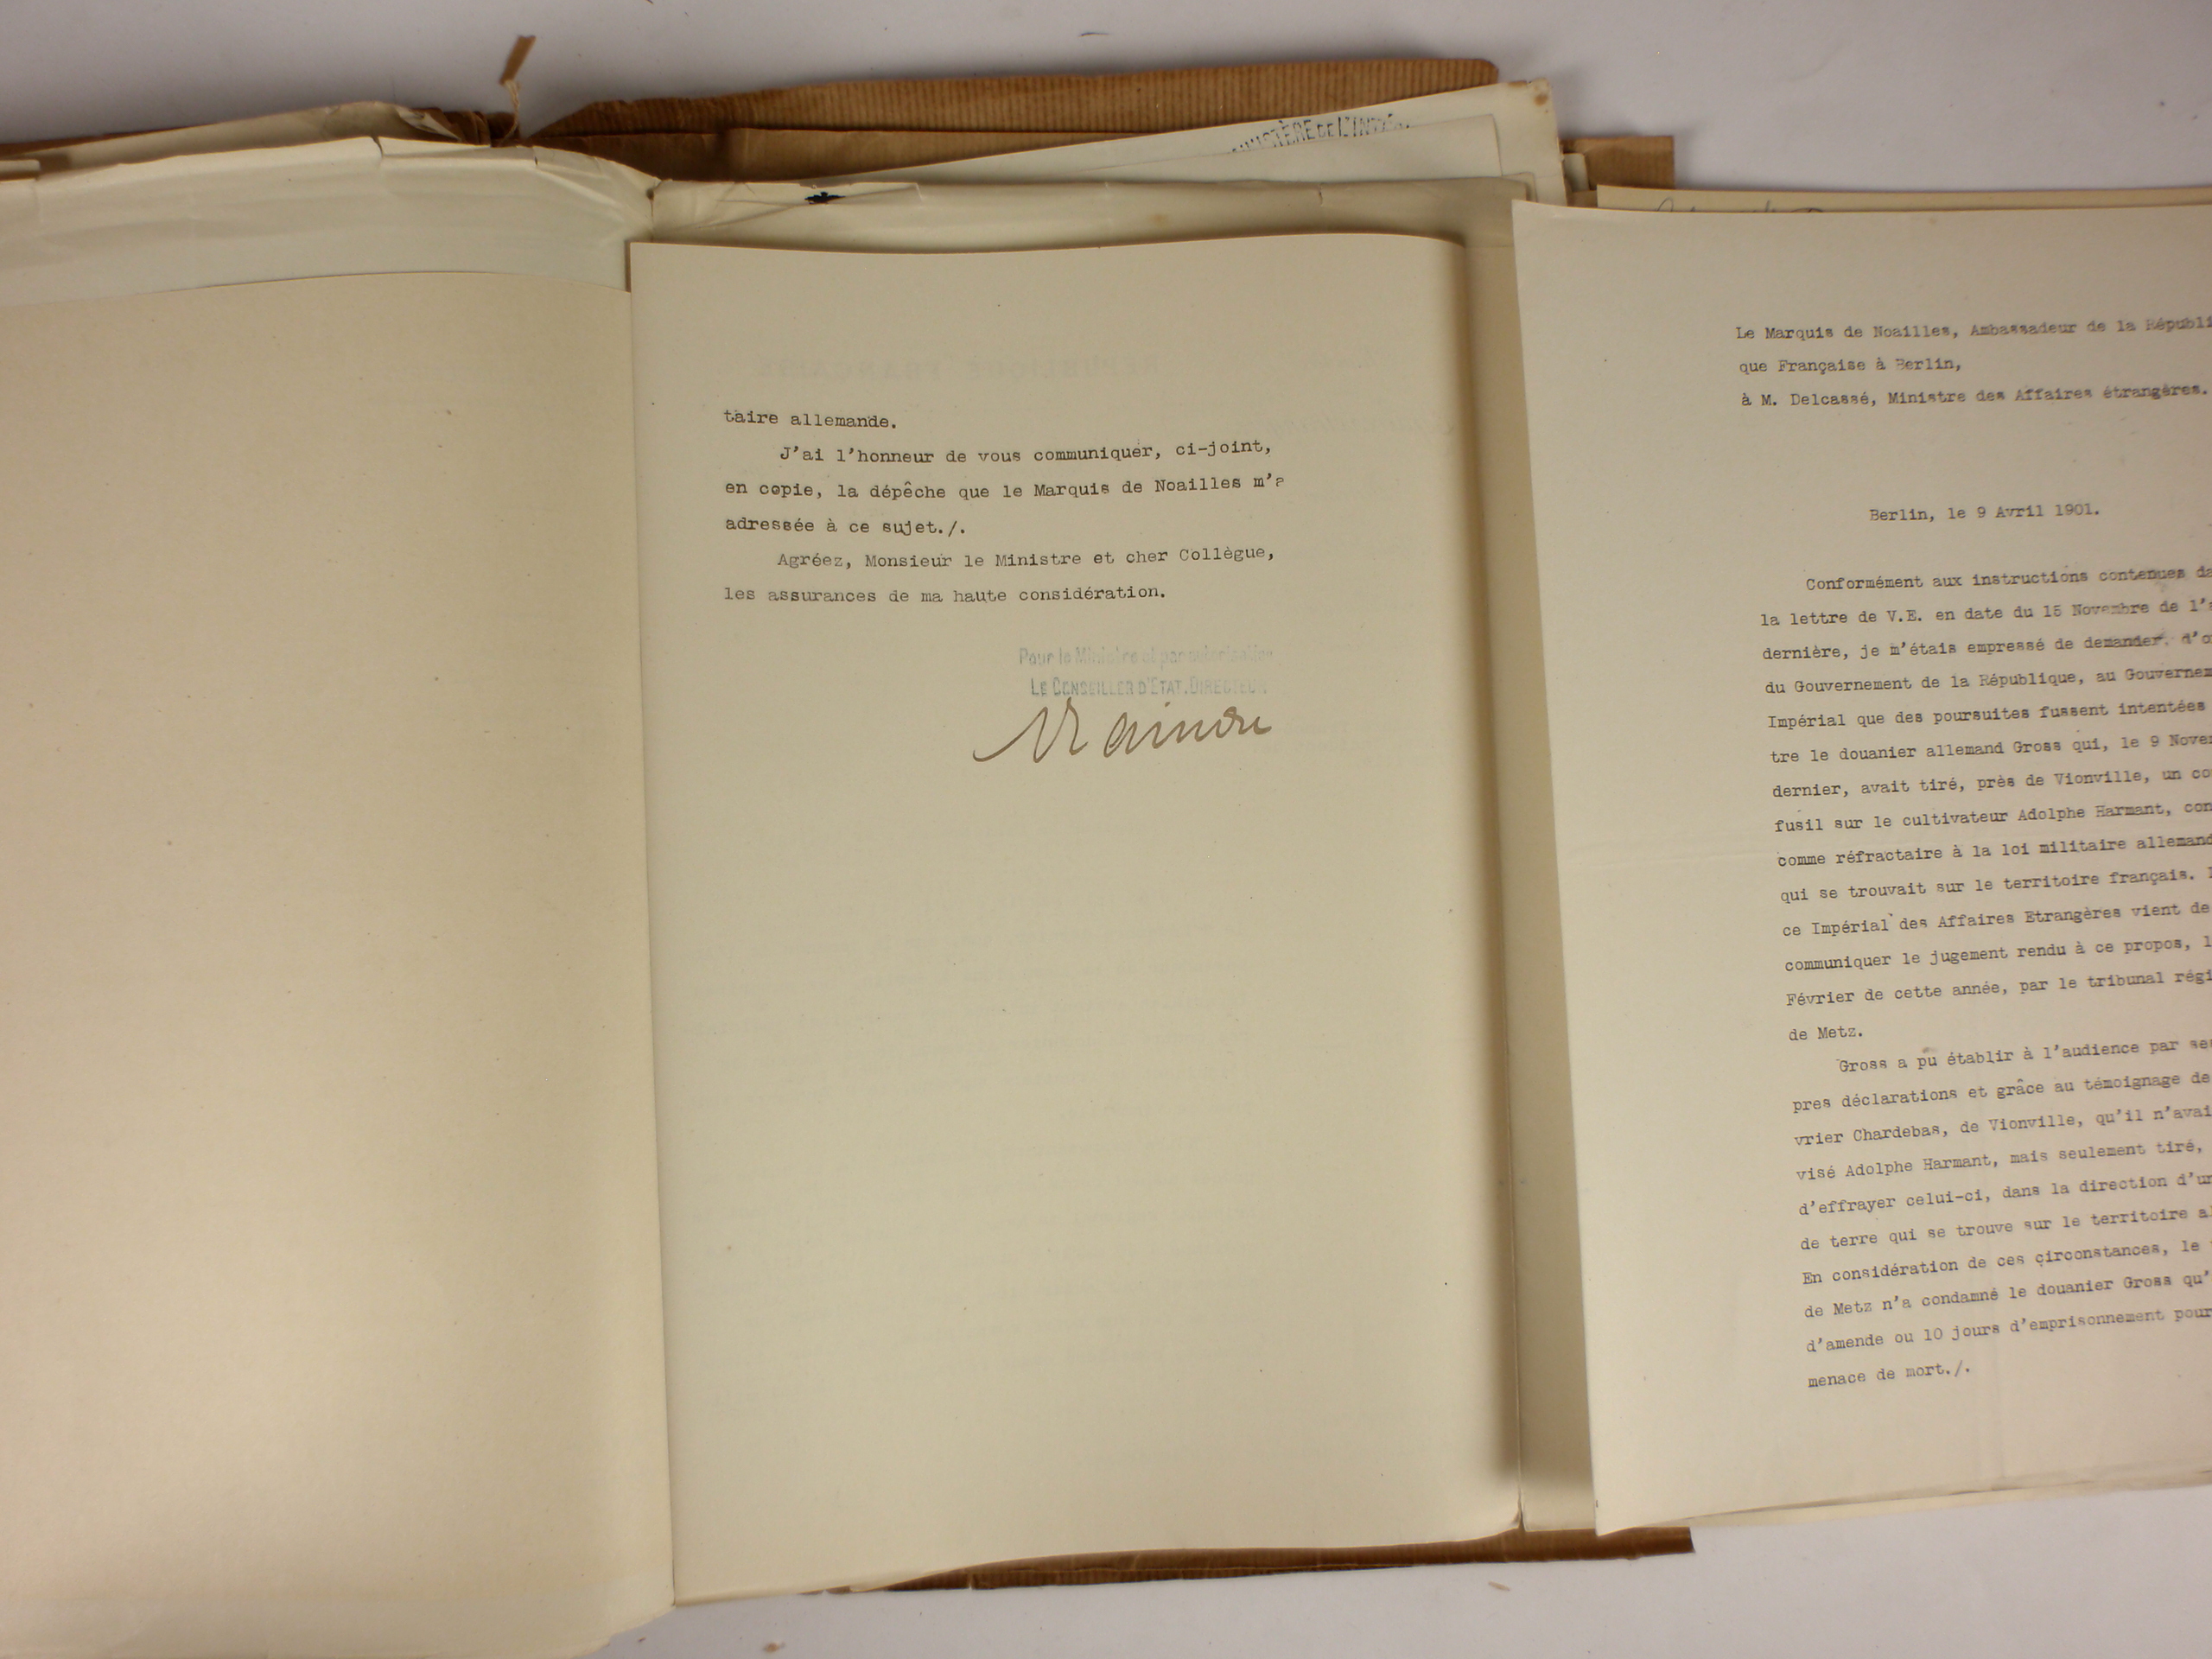 MINISTÈRE DE L'INT
taire allemande.
J'ai l'honneur de vous communiquer, ci-joint,
en copie, la dépêche que le Marquis de Noailles m'a
adressée à ce sujet./.
Agréez, Monsieur le Ministre et cher Collègue,
les assurances de ma haute considération.
Pour le Ministre et par autorisation
LE CONSEILLER D'ETAT. DIRECTEUR
Le Marquis de Noailles, Ambassadeur de la Républi
que Française à Berlin,
à M. Delcassé, Ministre des Affaires étrangères.
Berlin, le 9 Avril 1901.
Conformément aux instructions contenues da
la lettre de V.E. en date du 15 Novembre de l'a
dernière, je m'étais empressé de demander, d'o
du Gouvernement de la République, au Gouvernem
Impérial que des poursuites fussent intentées
tre le douanier allemand Gross qui, le 9 Nove
dernier, avait tiré, près de Vionville, un co
fusil sur le cultivateur Adolphe Harmant, con
comme réfractaire à la loi militaire allemand
qui se trouvait sur le territoire français.
ce Impérial des Affaires Etrangères vient de
communiquer le jugement rendu à ce propos, l
Février de cette année, par le tribunal régi
de Metz.
Gross a pu établir à l'audience par se
pres déclarations et grâce au témoignage de
vrier Chardebas, de Vionville, qu'il n'avai
visé Adolphe Harmant, mais seulement tiré,
d'effrayer celui-ci, dans la direction d'un
de terre qui se trouve sur le territoire al
En considération de ces circonstances, le
de Metz n'a condamné le douanier Gross qu'
d'amende ou 10 jours d'emprisonnement pour
menace de mort./.